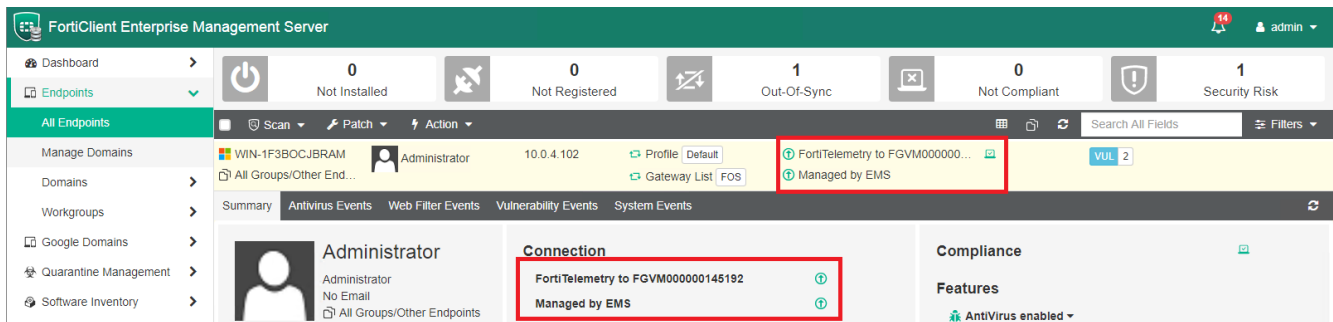 FortiClient Enterprise Management Server
14
admin
Dashboard
Endpoints
All Endpoints
Manage Domains
Domains
Workgroups
Google Domains
Quarantine Management
Software Inventory
0
Not Installed
0
Not Registered
1
Out-Of-Sync
0
Not Compliant
1
Security Risk
Scan Patch Action Search All Fields Filters
WIN-1F3BOCJBRAM Administrator 10.0.4.102 Profile Default FortiTelemetry to FGVM000000... VUL 2
All Groups/Other End... Gateway List FOS Managed by EMS
Summary Antivirus Events Web Filter Events Vulnerability Events System Events
Administrator
Administrator
No Email
All Groups/Other Endpoints
Connection
FortiTelemetry to FGVM000000145192
Managed by EMS
Compliance
Features
AntiVirus enabled